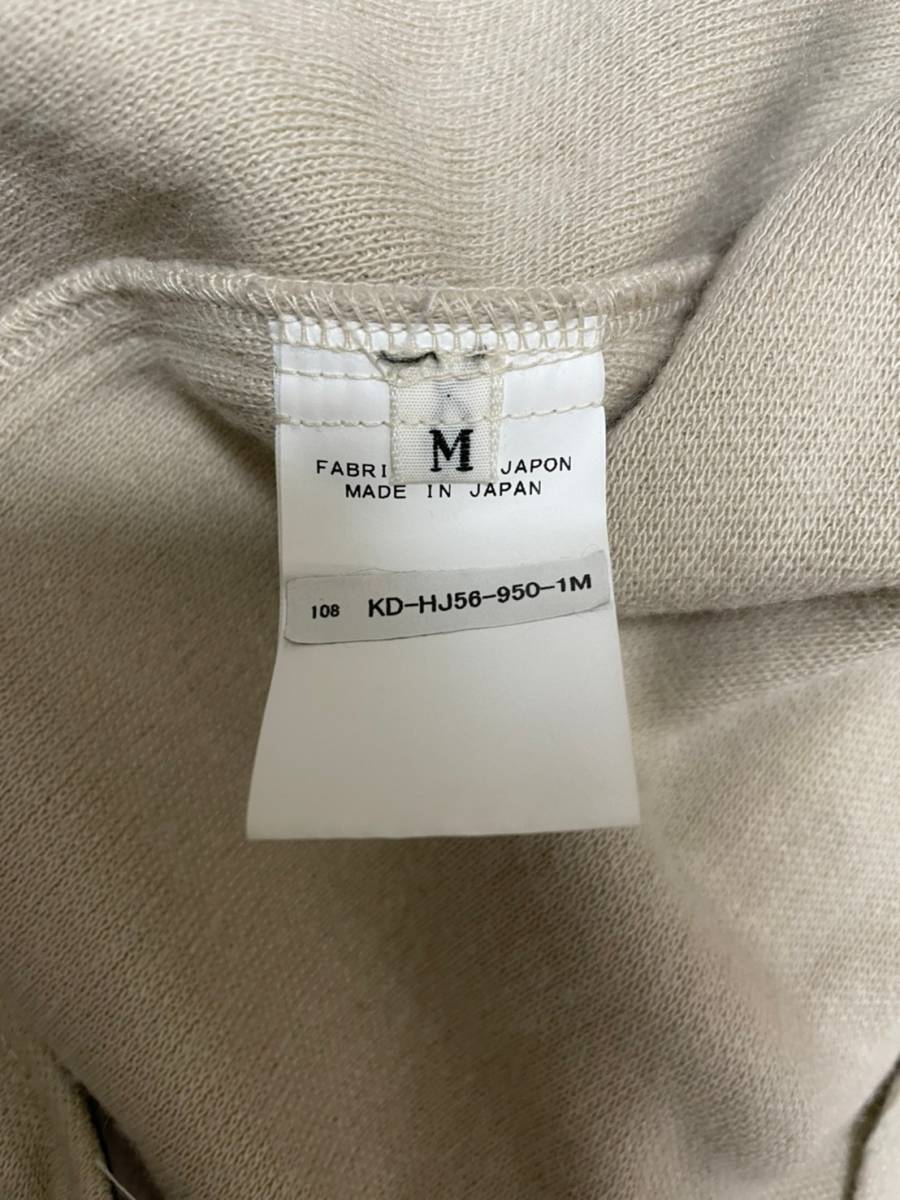 M
FABRI JAPON
MADE IN JAPAN
108 KD-HJ56-950-1M